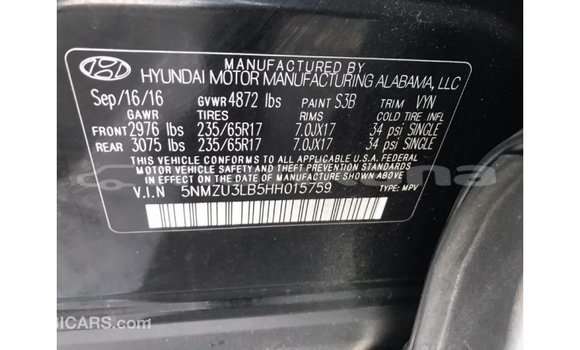 MANUFACTURED BY
HYUNDAI MOTOR MANUFACTURING ALABAMA, LLC
Sep/16/16 GVWR 4872 lbs PAINT S3B TRIM VYN
GAWR TIRES RIMS COLD TIRE INFL
FRONT 2976 lbs 235/65R17 7.0JX17 34 psi SINGLE
REAR 3075 lbs 235/65R17 7.0JX17 34 psi SINGLE
THIS VEHICLE CONFORMS TO ALL APPLICABLE U.S.A. FEDERAL
MOTOR VEHICLE SAFETY AND THEFT PREVENTION STANDARDS
IN EFFECT ON THE DATE OF MANUFACTURE SHOWN ABOVE
V.I.N 5NMZU3LB5HH015759 TYPE: MPV
BICARS.com